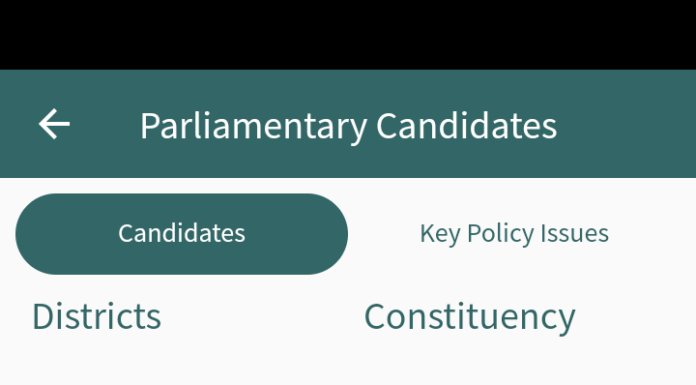 Parliamentary Candidates
Candidates Key Policy Issues
Districts Constituency